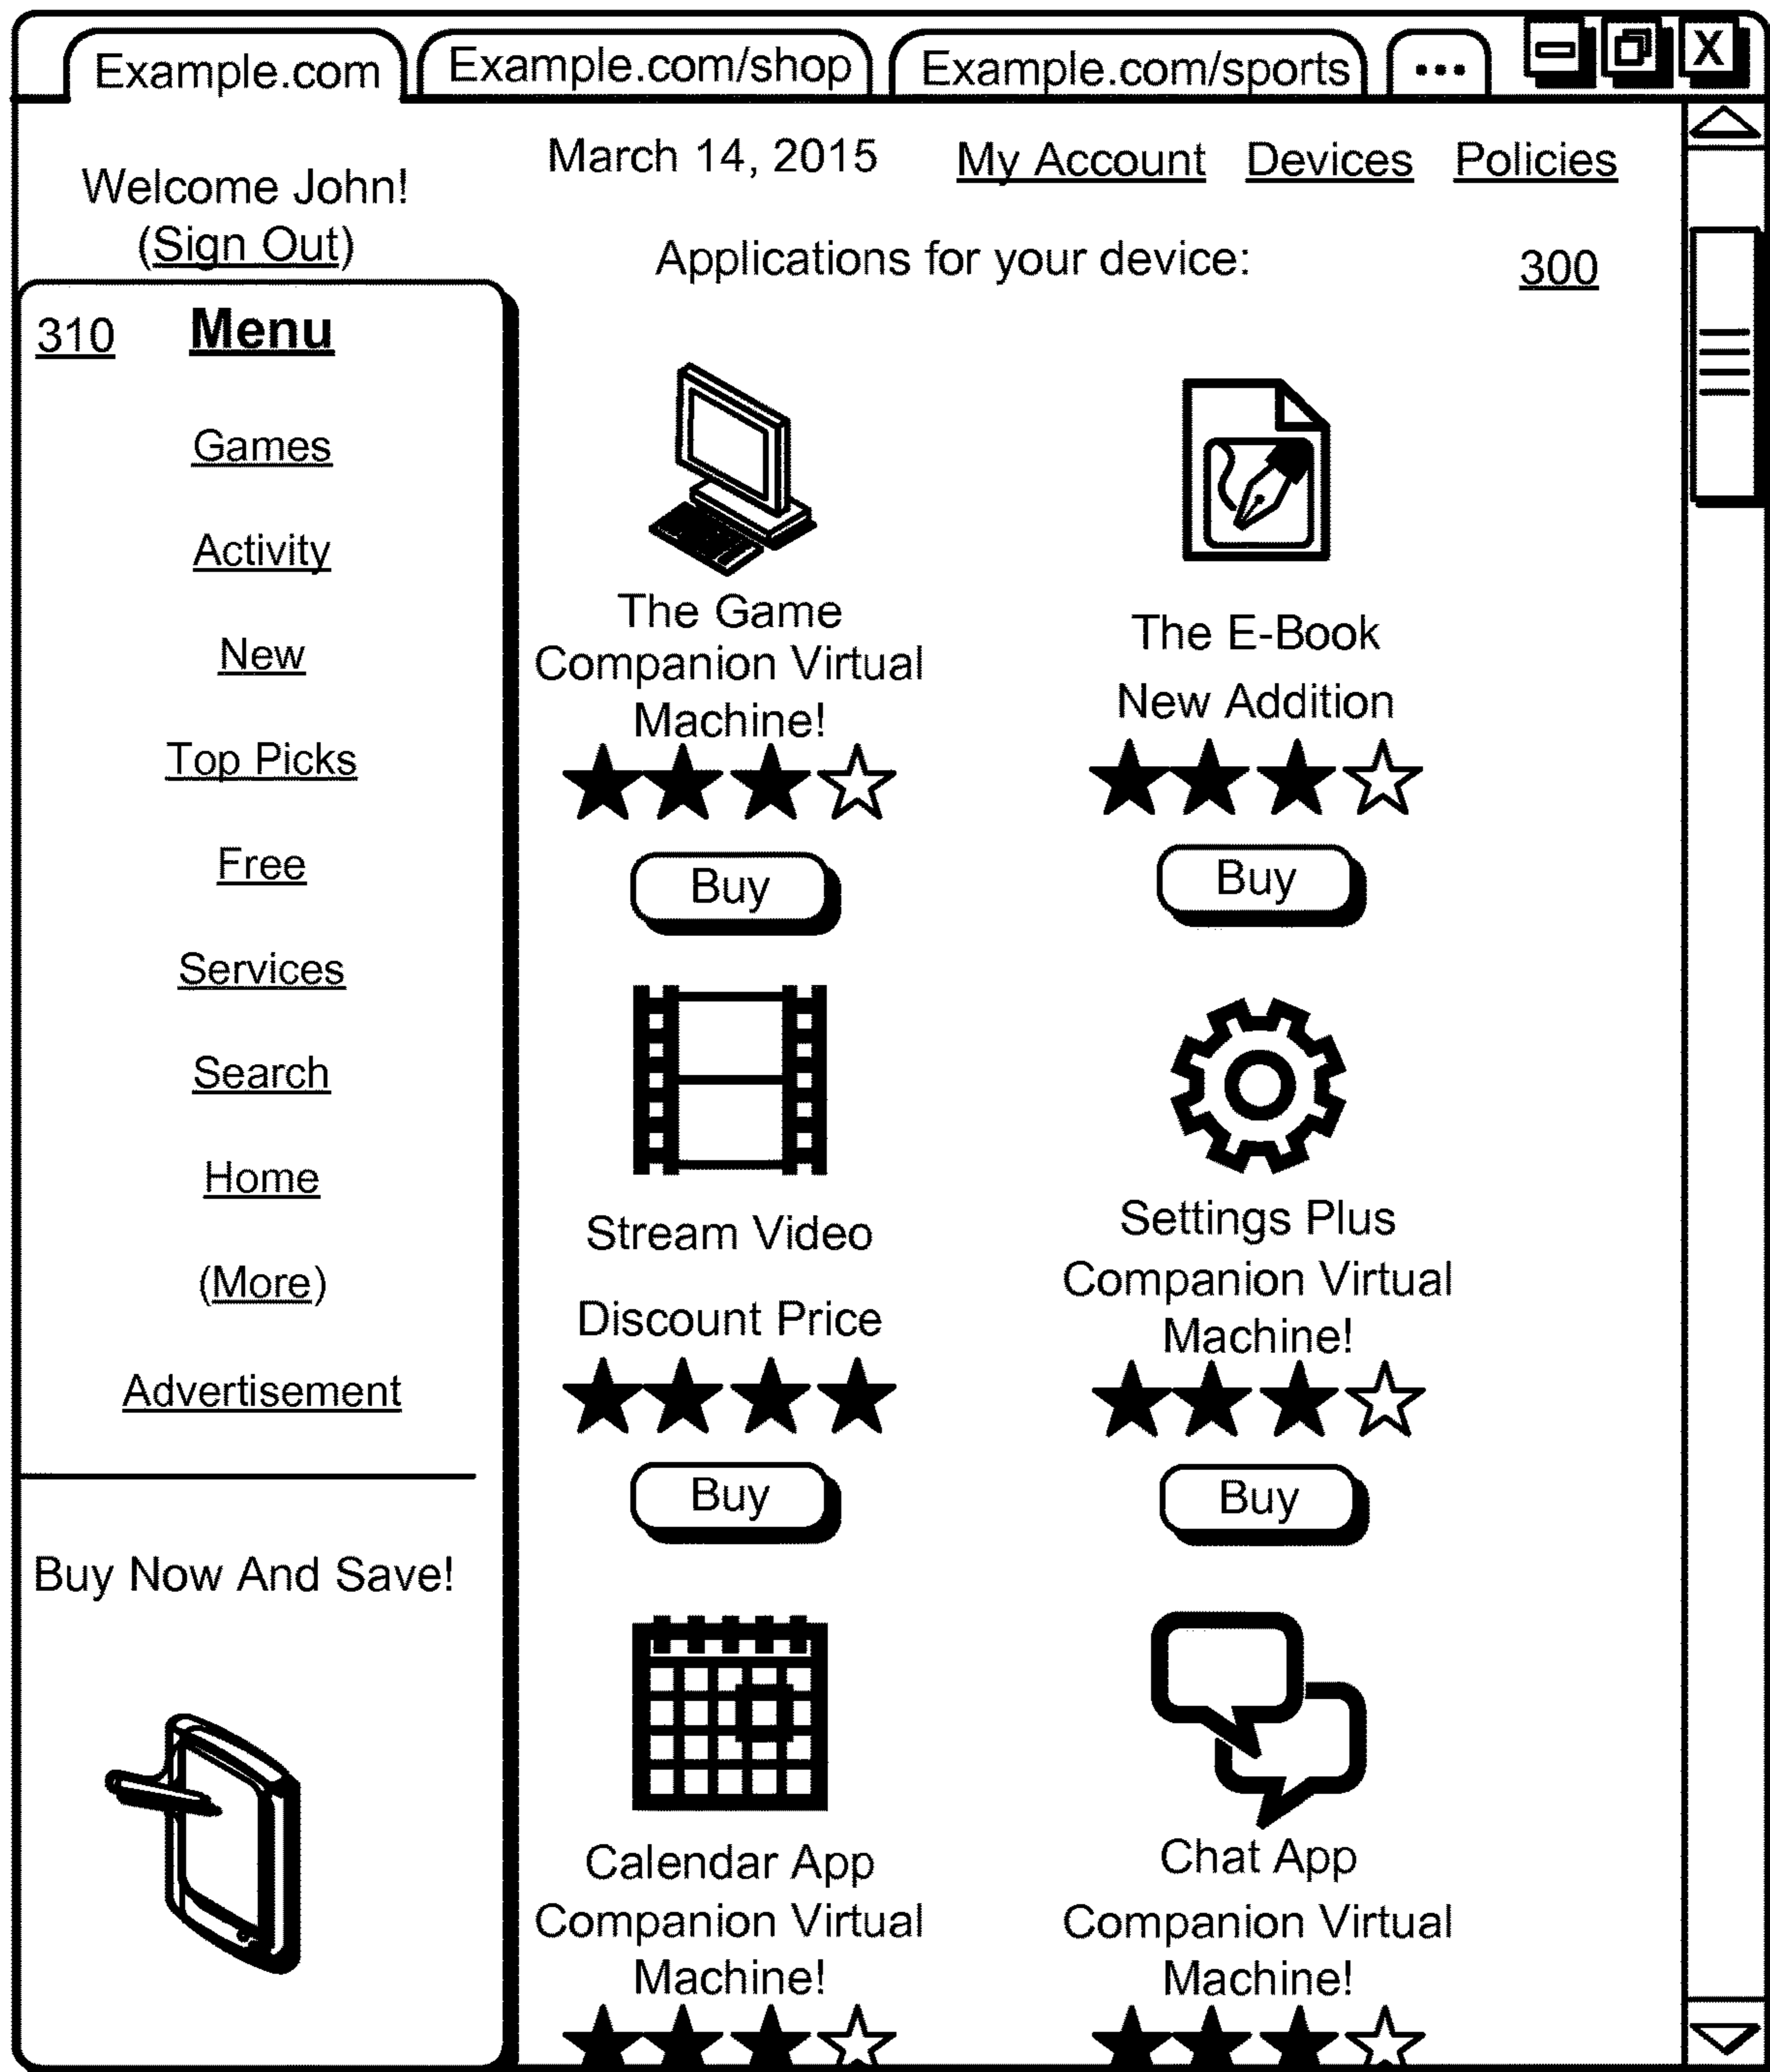 Example.com
Example.com/shop
Example.com/sports
...
X
Welcome John!
(Sign Out)
March 14, 2015
My Account
Devices
Policies
Applications for your device:
300
310
Menu
Games
Activity
New
Top Picks
Free
Services
Search
Home
(More)
Advertisement
Buy Now And Save!
The Game
Companion Virtual
Machine!
Buy
The E-Book
New Addition
Buy
Stream Video
Discount Price
Buy
Settings Plus
Companion Virtual
Machine!
Buy
Calendar App
Companion Virtual
Machine!
Chat App
Companion Virtual
Machine!